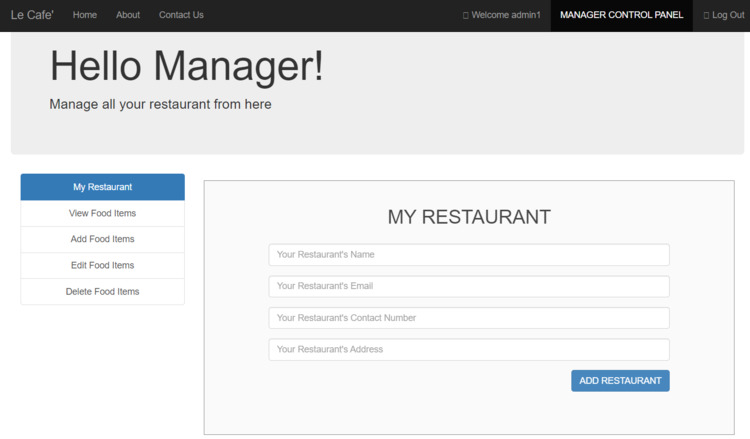 Le Cafe' Home About Contact Us Welcome admin1 MANAGER CONTROL PANEL Log Out
Hello Manager!
Manage all your restaurant from here
My Restaurant
View Food Items
Add Food Items
Edit Food Items
Delete Food Items
MY RESTAURANT
Your Restaurant's Name
Your Restaurant's Email
Your Restaurant's Contact Number
Your Restaurant's Address
ADD RESTAURANT